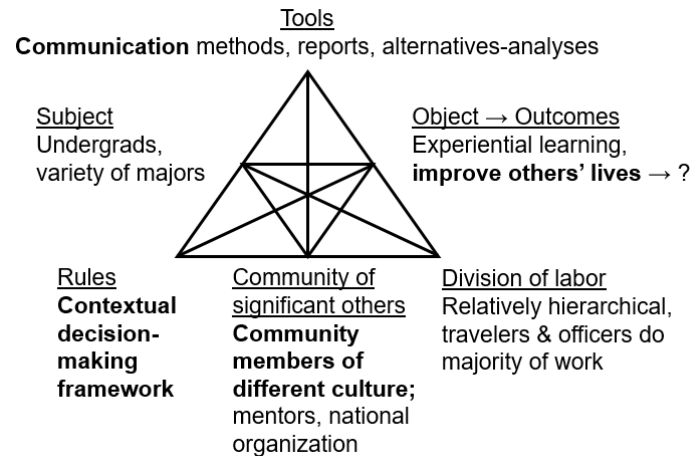 Tools
Communication methods, reports, alternatives-analyses
Subject
Undergrads,
variety of majors
Object → Outcomes
Experiential learning,
improve others’ lives → ?
Rules
Contextual
decision-
making
framework
Community of
significant others
Community
members of
different culture;
mentors, national
organization
Division of labor
Relatively hierarchical,
travelers & officers do
majority of work